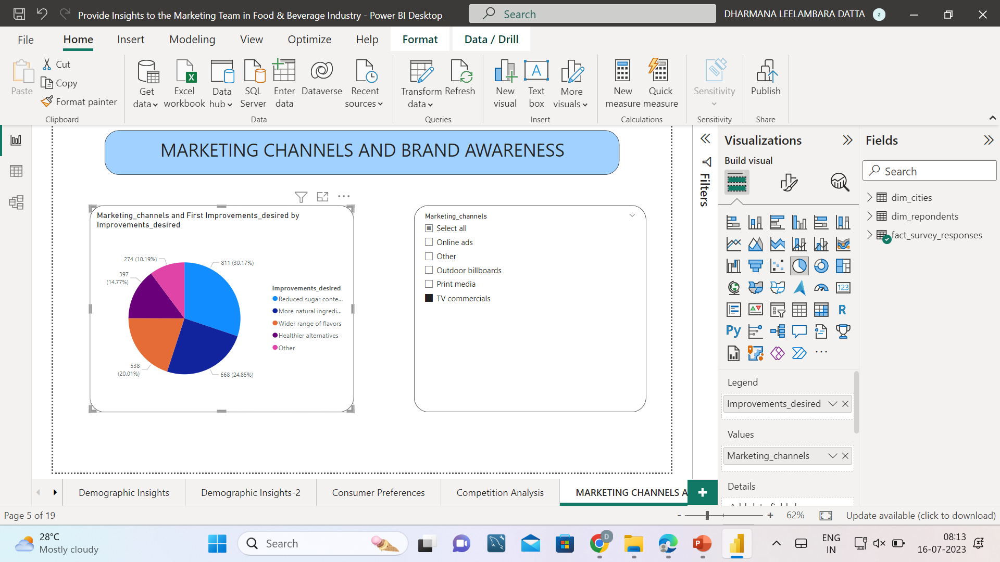 Provide Insights to the Marketing Team in Food & Beverage Industry - Power BI Desktop
Search
DHARMANA LEELAMBARA DATTA
2
File
Home
Insert
Modeling
View
Optimize
Help
Format
Data / Drill
Paste
Cut
Copy
Format painter
Clipboard
Get data
Excel workbook
Data hub
SQL Server
Enter data
Dataverse
Recent sources
Data
Transform data
Refresh
Queries
New visual
A
Text box
More visuals
Insert
New measure
Quick measure
Calculations
Sensitivity
Sensitivity
Publish
Share
MARKETING CHANNELS AND BRAND AWARENESS
Marketing_channels and First Improvements_desired by
Improvements_desired
274 (10.19%)
811 (30.17%)
397
(14.77%)
538
(20.01%)
668 (24.85%)
Improvements_desired
Reduced sugar conte...
More natural ingredi...
Wider range of flavors
Healthier alternatives
Other
Marketing_channels
Select all
Online ads
Other
Outdoor billboards
Print media
TV commercials
Filters
Visualizations
Build visual
123
R
Py
Legend
Improvements_desired
Values
Marketing_channels
Details
Fields
Search
dim_cities
dim_repondents
fact_survey_responses
Demographic Insights
Demographic Insights-2
Consumer Preferences
Competition Analysis
MARKETING CHANNELS A
Page 5 of 19
62%
Update available (click to download)
28°C
Mostly cloudy
Search
D
ENG
IN
08:13
16-07-2023